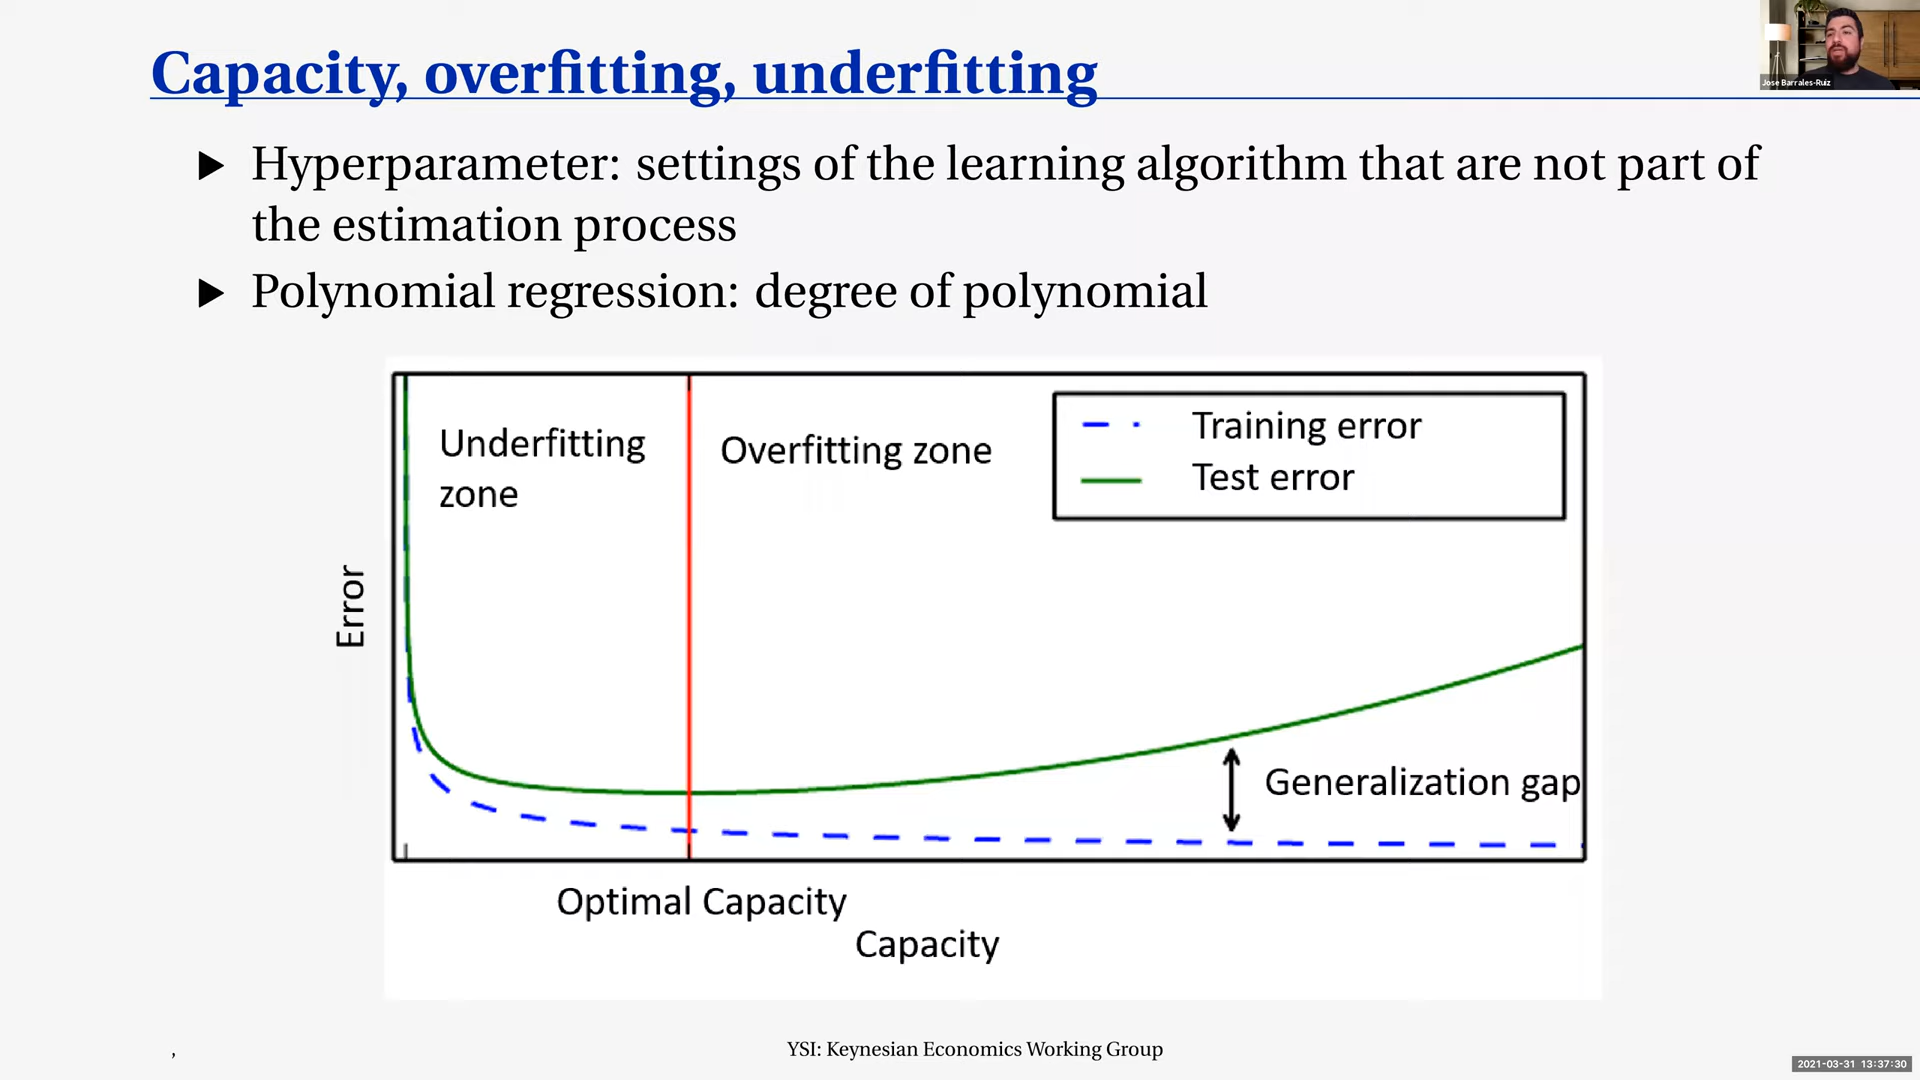 Capacity, overfitting, underfitting
Jose Barrales-Ruiz
▶ Hyperparameter: settings of the learning algorithm that are not part of
the estimation process
▶ Polynomial regression: degree of polynomial
Underfitting
zone
Overfitting zone
Training error
Test error
Error
Generalization gap
Optimal Capacity
Capacity
,
YSI: Keynesian Economics Working Group
2021-03-31 13:37:30